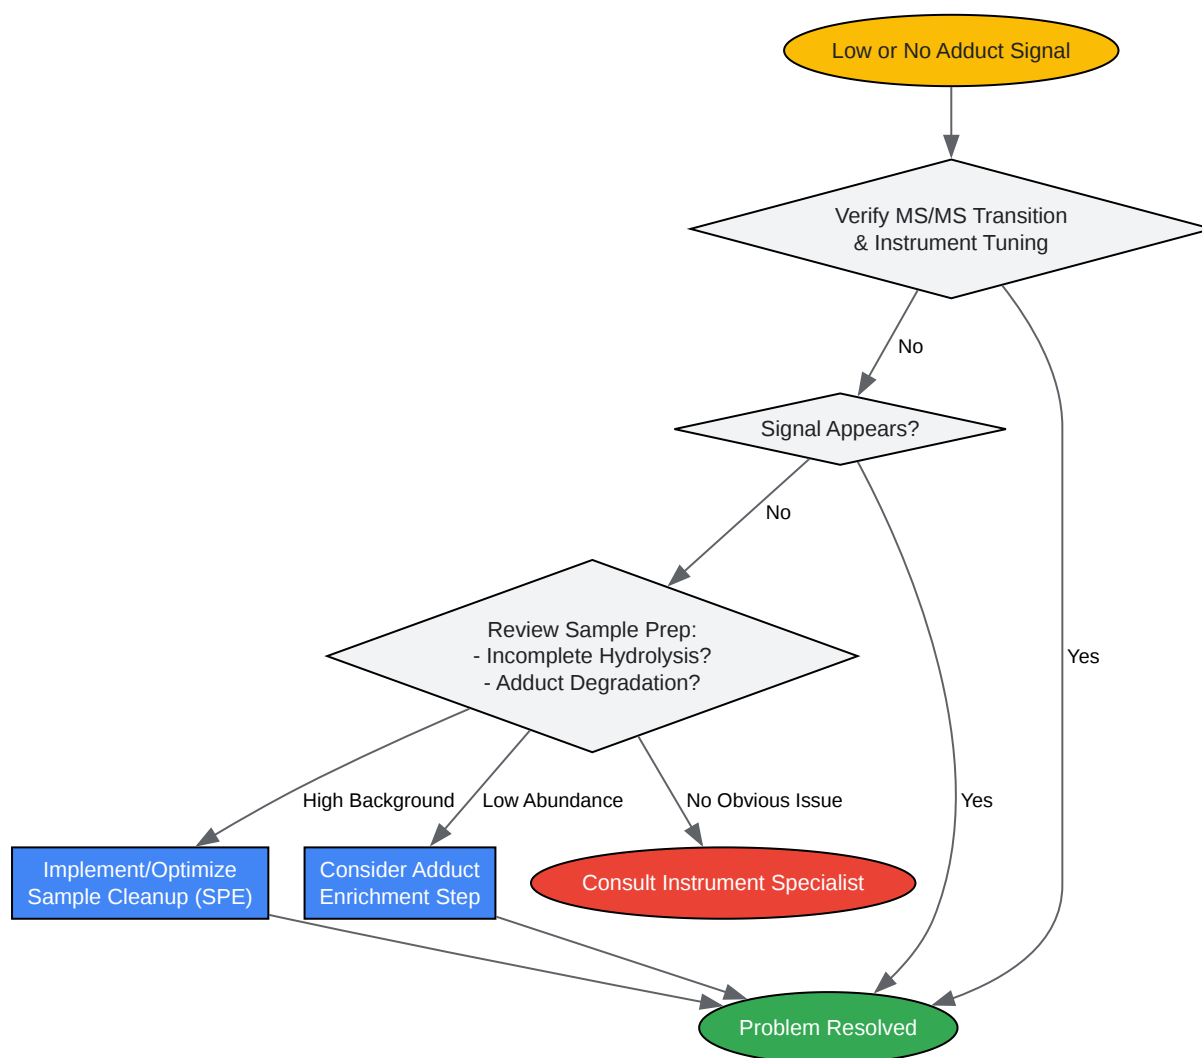 Low or No Adduct Signal
Verify MS/MS Transition
& Instrument Tuning
No
Signal Appears?
No
Review Sample Prep:
- Incomplete Hydrolysis?
- Adduct Degradation?
Yes
High Background
Low Abundance
No Obvious Issue
Yes
Implement/Optimize
Sample Cleanup (SPE)
Consider Adduct
Enrichment Step
Consult Instrument Specialist
Problem Resolved